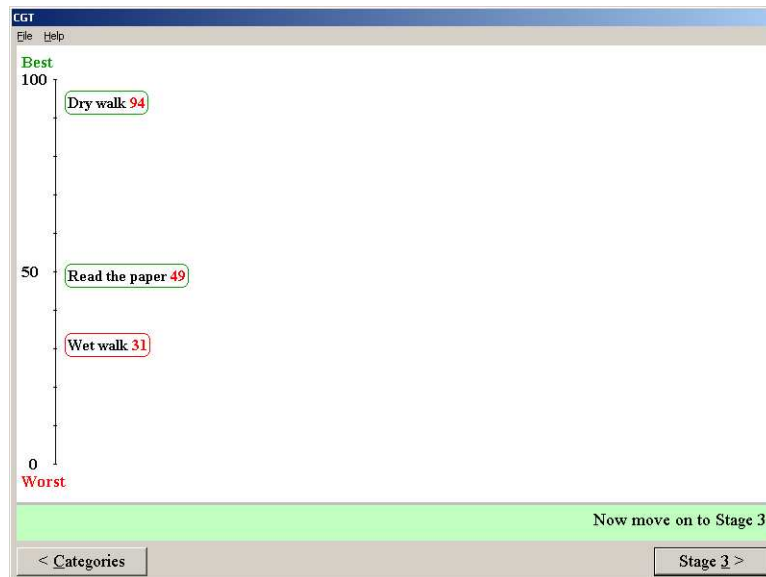 CGT
File Help
Best
100
Dry walk 94
50
Read the paper 49
Wet walk 31
0
Worst
Now move on to Stage 3
< Categories
Stage 3 >